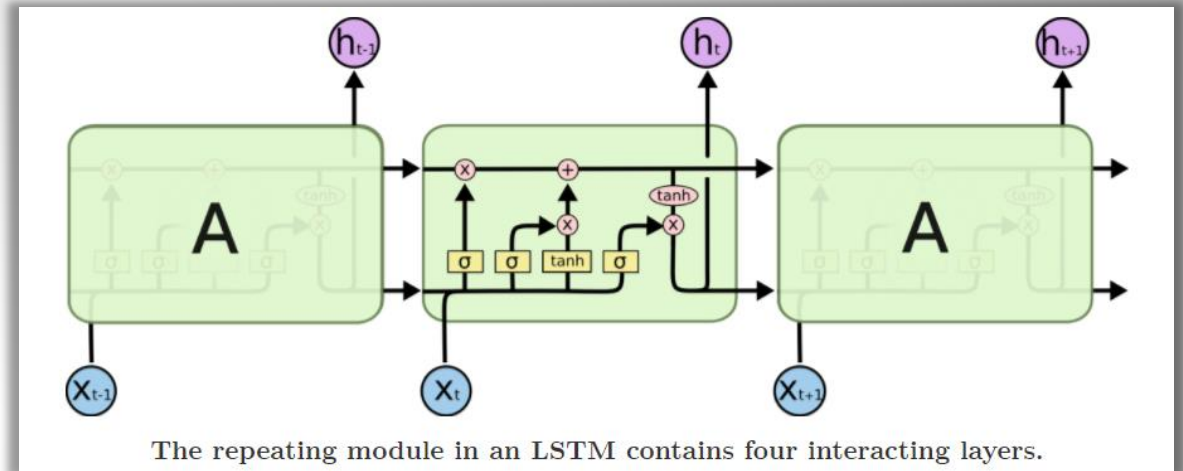 ht-1 ht ht+1
x + tanh
A x x A
σ σ tanh σ
Xt-1 Xt Xt+1
The repeating module in an LSTM contains four interacting layers.